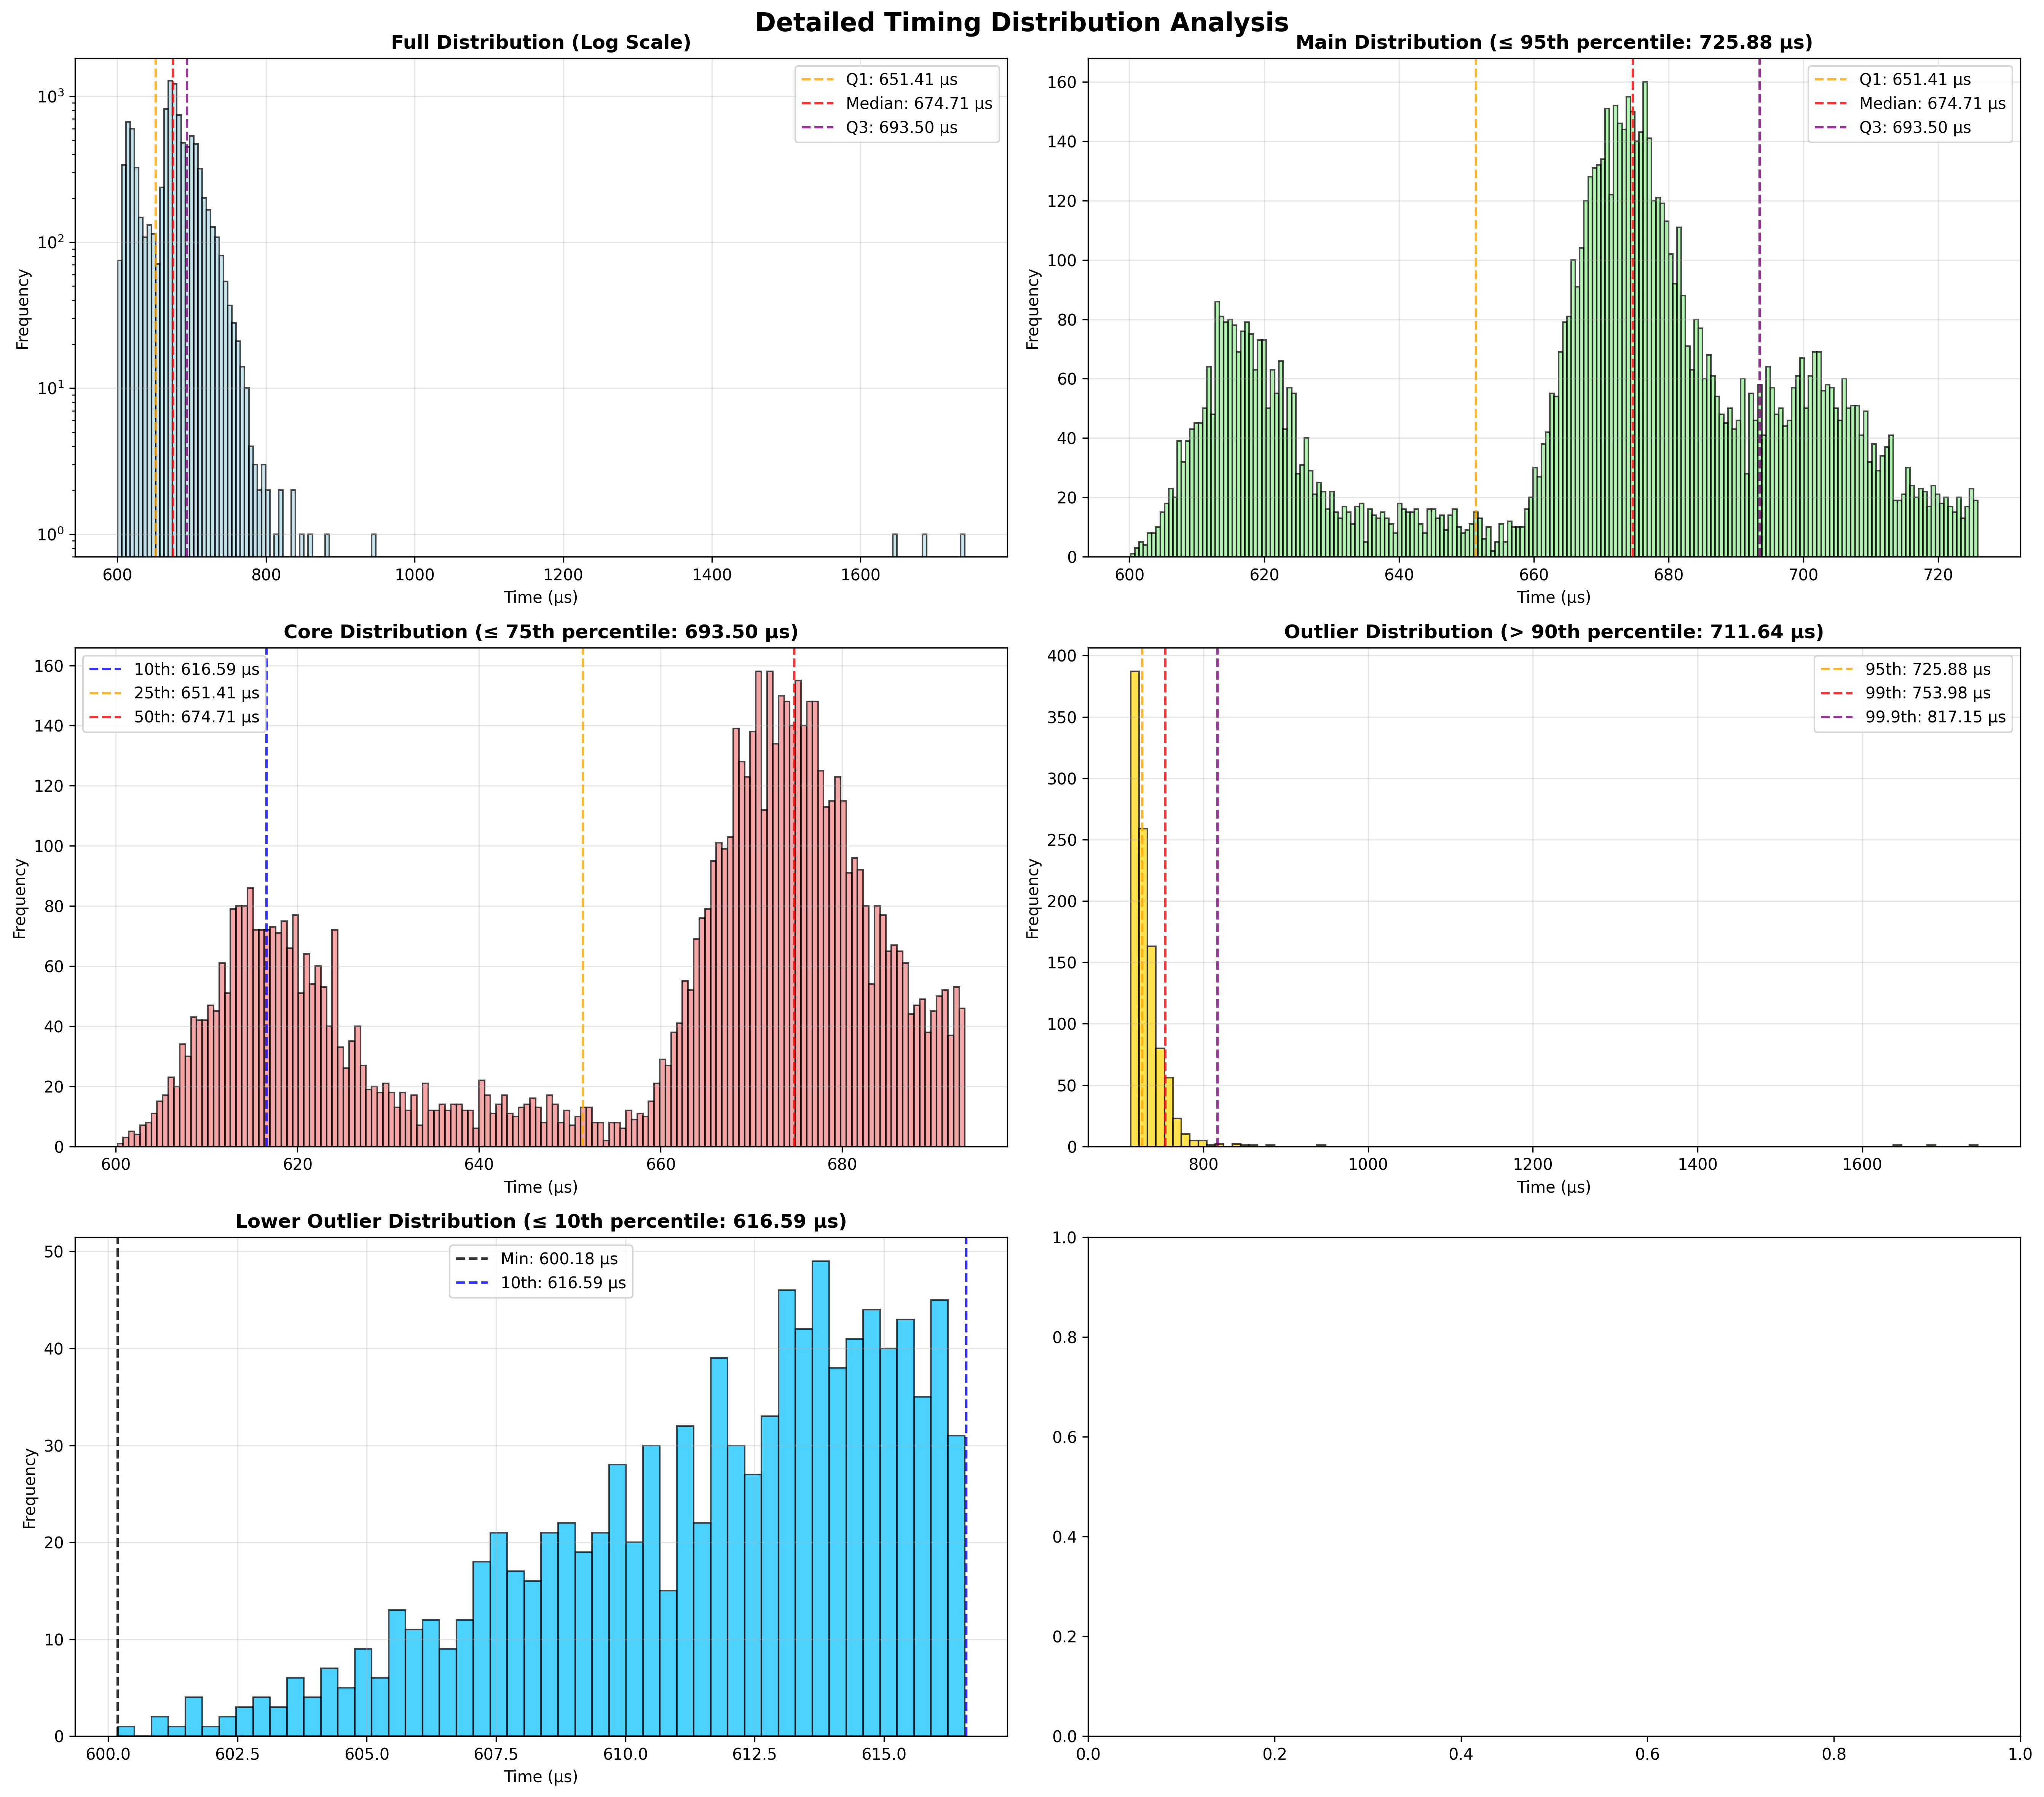 Detailed Timing Distribution Analysis
Full Distribution (Log Scale)
Q1: 651.41 µs
Median: 674.71 µs
Q3: 693.50 µs
10³
10²
10¹
10⁰
Frequency
600 800 1000 1200 1400 1600
Time (µs)
Main Distribution (≤ 95th percentile: 725.88 µs)
Q1: 651.41 µs
Median: 674.71 µs
Q3: 693.50 µs
160
140
120
100
80
60
40
20
0
Frequency
600 620 640 660 680 700 720
Time (µs)
Core Distribution (≤ 75th percentile: 693.50 µs)
10th: 616.59 µs
25th: 651.41 µs
50th: 674.71 µs
160
140
120
100
80
60
40
20
0
Frequency
600 620 640 660 680
Time (µs)
Outlier Distribution (> 90th percentile: 711.64 µs)
95th: 725.88 µs
99th: 753.98 µs
99.9th: 817.15 µs
400
350
300
250
200
150
100
50
0
Frequency
800 1000 1200 1400 1600
Time (µs)
Lower Outlier Distribution (≤ 10th percentile: 616.59 µs)
Min: 600.18 µs
10th: 616.59 µs
50
40
30
20
10
0
Frequency
600.0 602.5 605.0 607.5 610.0 612.5 615.0
Time (µs)
1.0
0.8
0.6
0.4
0.2
0.0
0.0 0.2 0.4 0.6 0.8 1.0